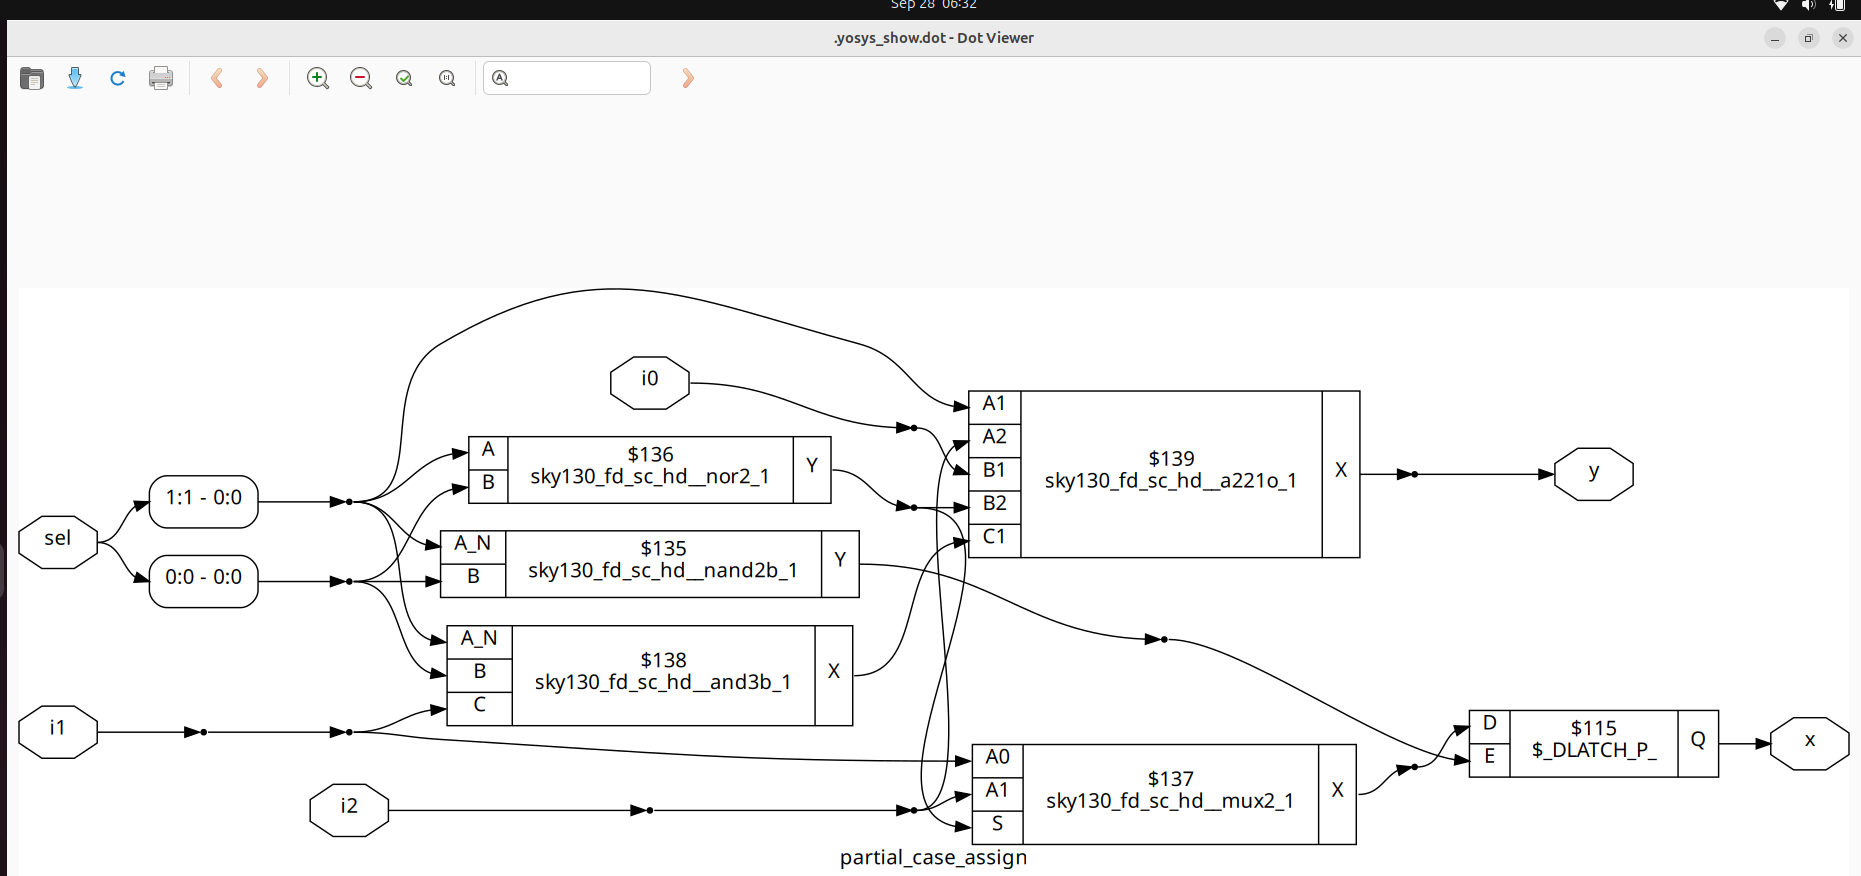 Sep 28 06:32
.yosys_show.dot - Dot Viewer
i0
A1
A2
B1
B2
C1
$139
sky130_fd_sc_hd__a221o_1
X
y
A
B
$136
sky130_fd_sc_hd__nor2_1
Y
1:1 - 0:0
sel
0:0 - 0:0
A_N
B
$135
sky130_fd_sc_hd__nand2b_1
Y
A_N
B
C
$138
sky130_fd_sc_hd__and3b_1
X
i1
i2
A0
A1
S
$137
sky130_fd_sc_hd__mux2_1
X
D
E
$115
$_DLATCH_P_
Q
x
partial_case_assign